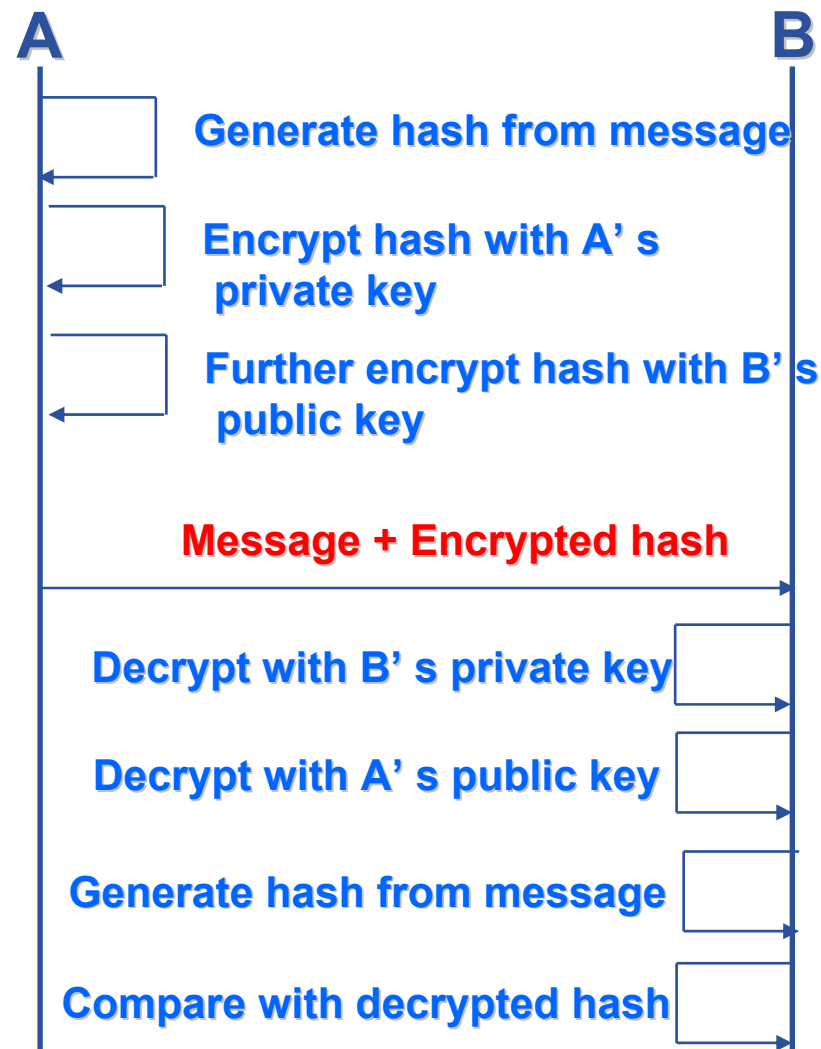 A B
Generate hash from message
Encrypt hash with A’ s
private key
Further encrypt hash with B’ s
public key
Message + Encrypted hash
Decrypt with B’ s private key
Decrypt with A’ s public key
Generate hash from message
Compare with decrypted hash